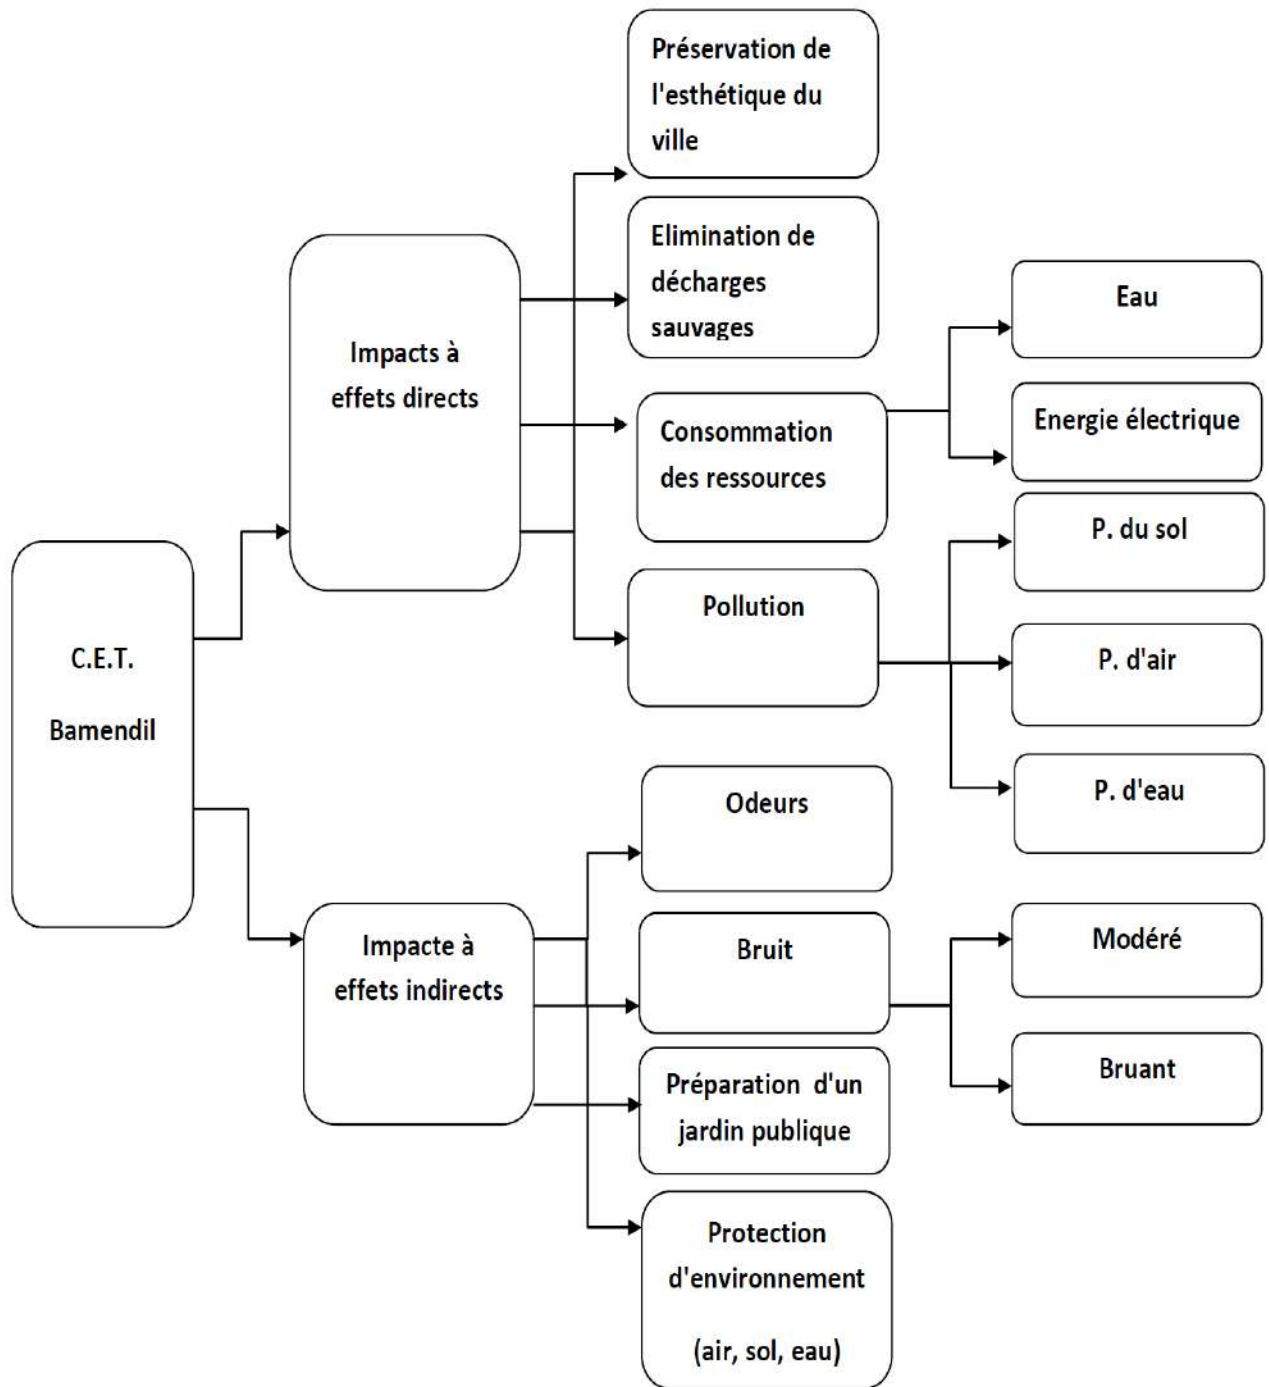 C.E.T.
Bamendil
Impacts à
effets directs
Préservation de
l'esthétique du
ville
Elimination de
décharges
sauvages
Consommation
des ressources
Eau
Energie électrique
Pollution
P. du sol
P. d'air
P. d'eau
Impacte à
effets indirects
Odeurs
Bruit
Modéré
Bruant
Préparation d'un
jardin publique
Protection
d'environnement
(air, sol, eau)